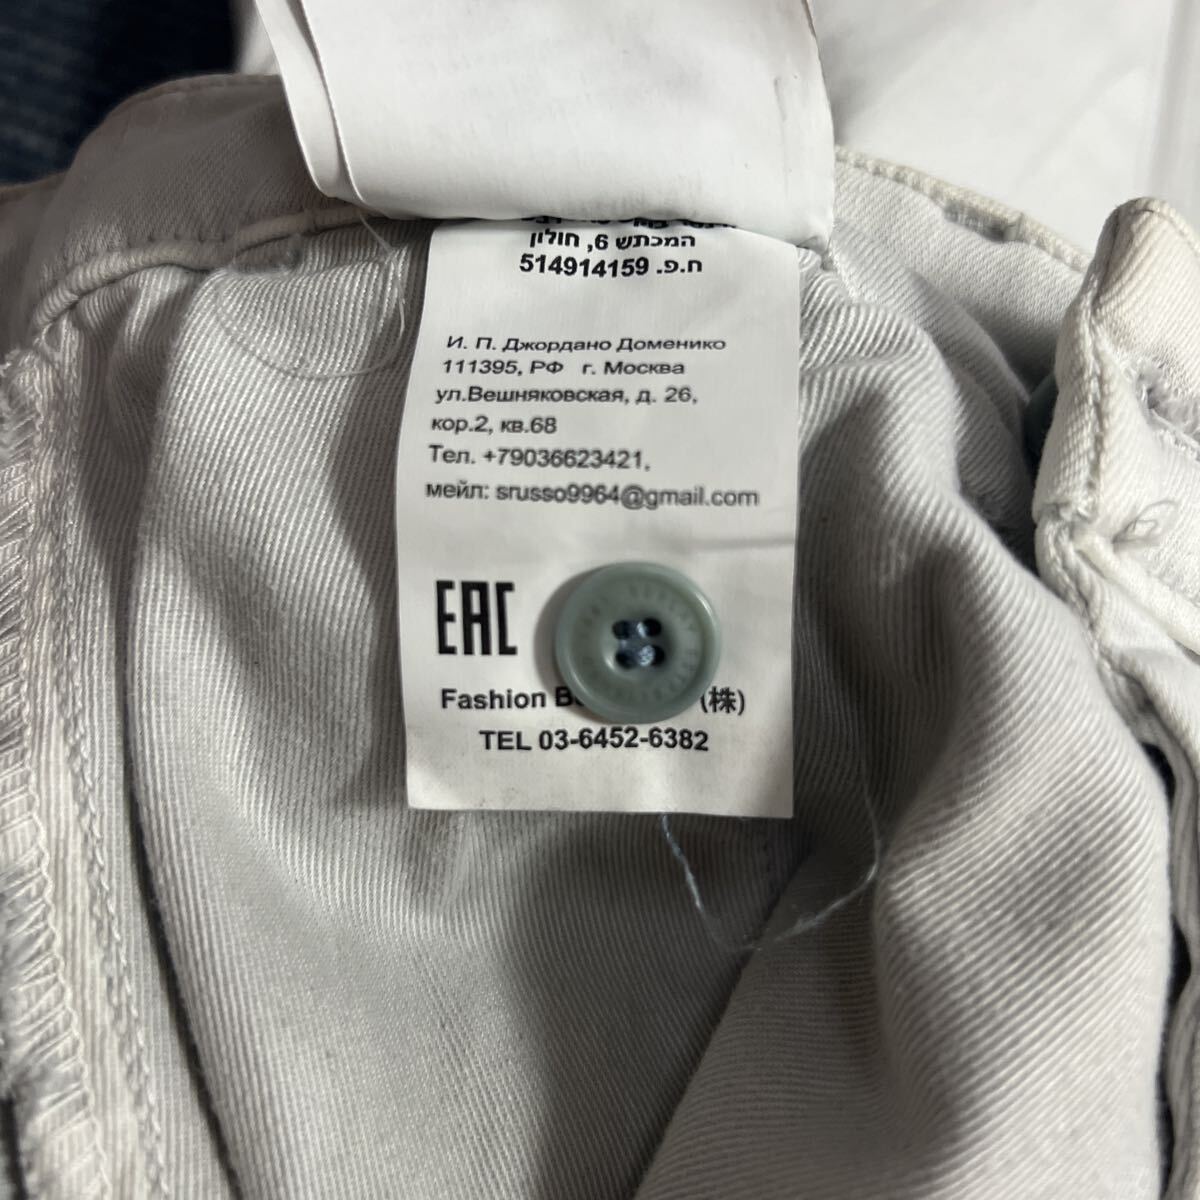 המכתש 6, חולון
ח.פ. 514914159
И. П. Джордано Доменико
111395, РФ г. Москва
ул.Вешняковская, д. 26,
кор.2, кв.68
Тел. +79036623421,
мейл: srusso9964@gmail.com
EAC
REPLAY
Fashion (株)
TEL 03-6452-6382